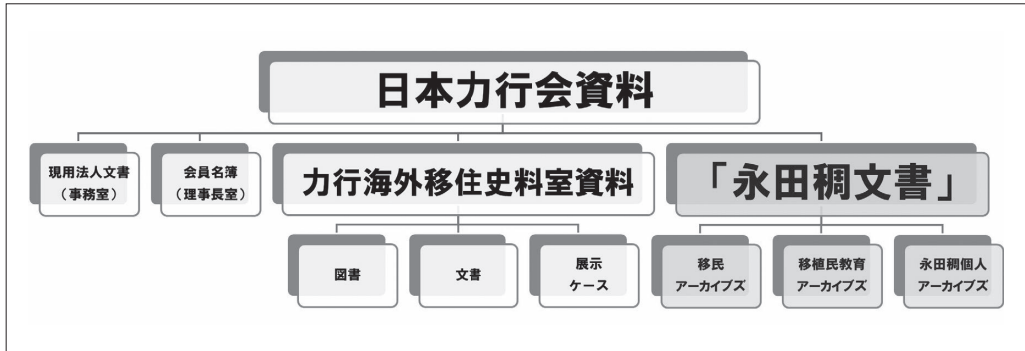 日本力行会資料
現用法人文書
（事務室）
会員名簿
（理事長室）
力行海外移住史料室資料
「永田稠文書」
図書
文書
展示
ケース
移民
アーカイブズ
移植民教育
アーカイブズ
永田稠個人
アーカイブズ